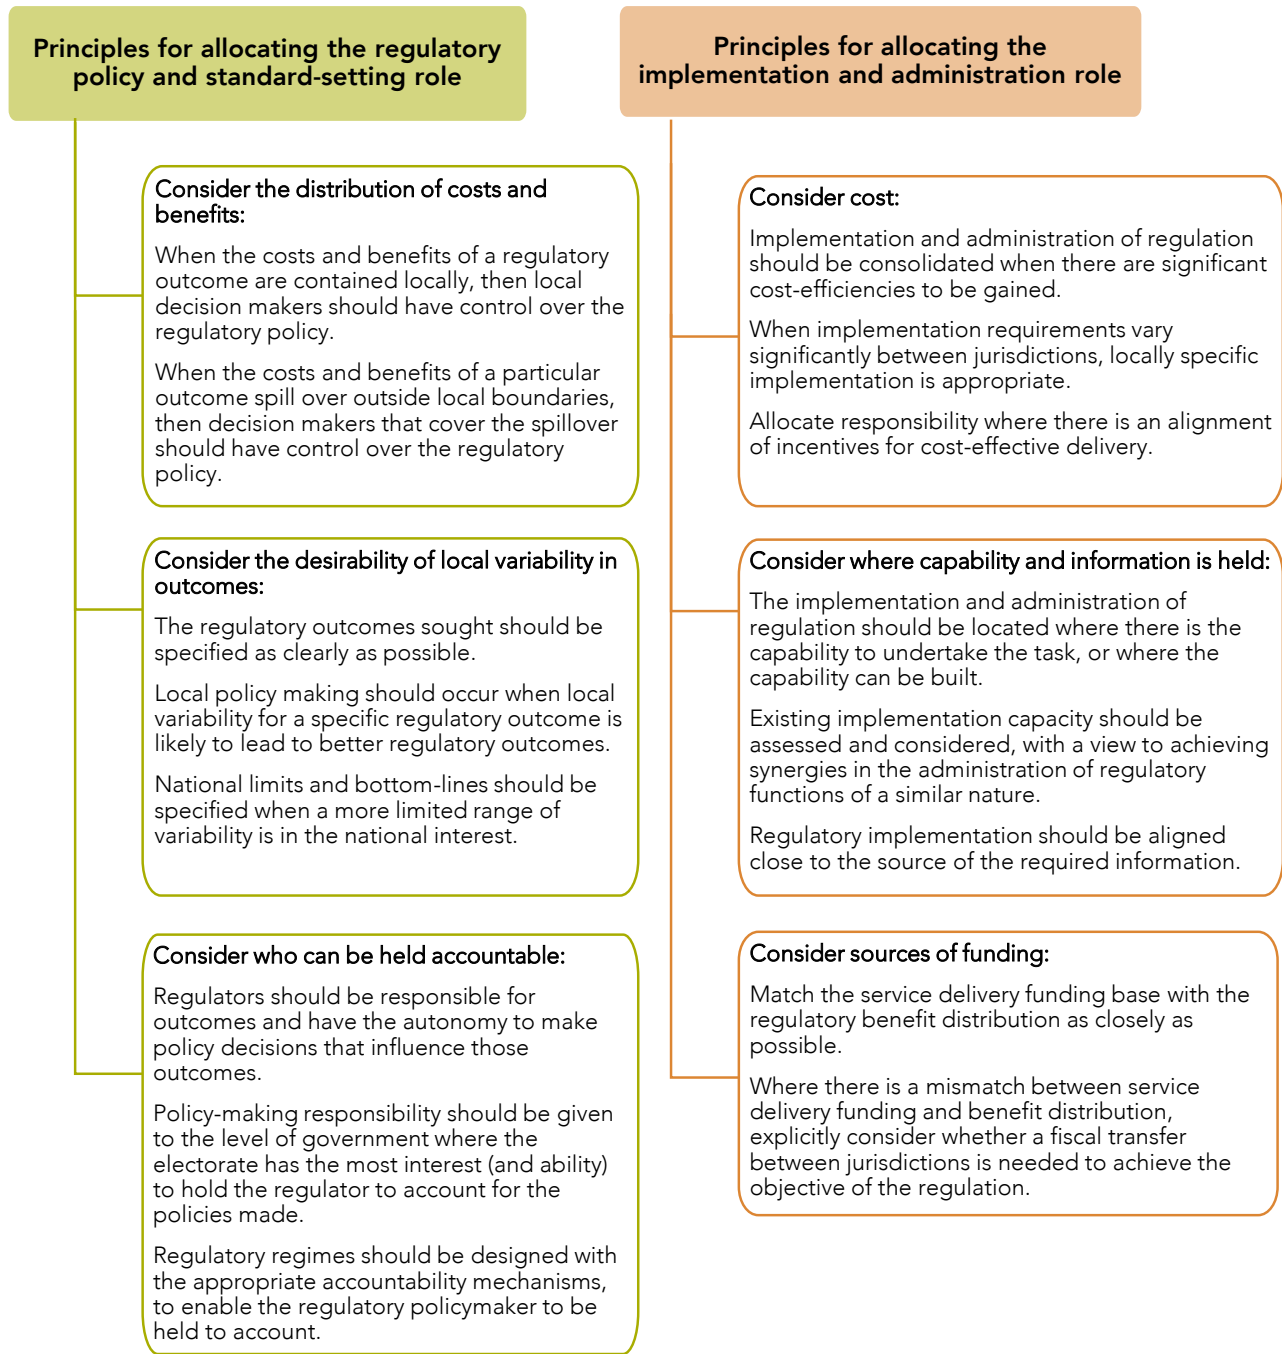 Principles for allocating the regulatory
policy and standard-setting role
Consider the distribution of costs and
benefits:
When the costs and benefits of a regulatory
outcome are contained locally, then local
decision makers should have control over the
regulatory policy.
When the costs and benefits of a particular
outcome spill over outside local boundaries,
then decision makers that cover the spillover
should have control over the regulatory
policy.
Consider the desirability of local variability in
outcomes:
The regulatory outcomes sought should be
specified as clearly as possible.
Local policy making should occur when local
variability for a specific regulatory outcome is
likely to lead to better regulatory outcomes.
National limits and bottom-lines should be
specified when a more limited range of
variability is in the national interest.
Consider who can be held accountable:
Regulators should be responsible for
outcomes and have the autonomy to make
policy decisions that influence those
outcomes.
Policy-making responsibility should be given
to the level of government where the
electorate has the most interest (and ability)
to hold the regulator to account for the
policies made.
Regulatory regimes should be designed with
the appropriate accountability mechanisms,
to enable the regulatory policymaker to be
held to account.
Principles for allocating the
implementation and administration role
Consider cost:
Implementation and administration of regulation
should be consolidated when there are significant
cost-efficiencies to be gained.
When implementation requirements vary
significantly between jurisdictions, locally specific
implementation is appropriate.
Allocate responsibility where there is an alignment
of incentives for cost-effective delivery.
Consider where capability and information is held:
The implementation and administration of
regulation should be located where there is the
capability to undertake the task, or where the
capability can be built.
Existing implementation capacity should be
assessed and considered, with a view to achieving
synergies in the administration of regulatory
functions of a similar nature.
Regulatory implementation should be aligned
close to the source of the required information.
Consider sources of funding:
Match the service delivery funding base with the
regulatory benefit distribution as closely as
possible.
Where there is a mismatch between service
delivery funding and benefit distribution,
explicitly consider whether a fiscal transfer
between jurisdictions is needed to achieve the
objective of the regulation.